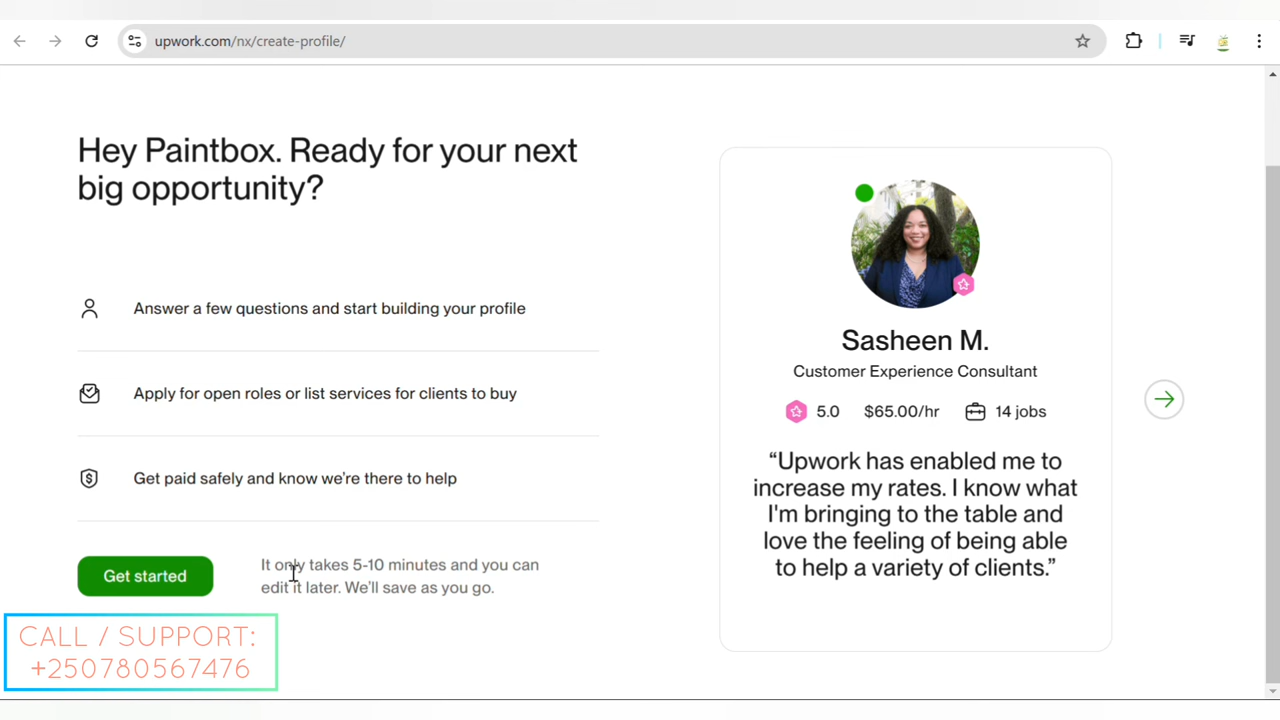 upwork.com/nx/create-profile/
Hey Paintbox. Ready for your next
big opportunity?
Answer a few questions and start building your profile
Apply for open roles or list services for clients to buy
Get paid safely and know we’re there to help
Get started
It only takes 5-10 minutes and you can
edit it later. We’ll save as you go.
CALL / SUPPORT:
+250780567476
Sasheen M.
Customer Experience Consultant
5.0 $65.00/hr 14 jobs
“Upwork has enabled me to
increase my rates. I know what
I'm bringing to the table and
love the feeling of being able
to help a variety of clients.”